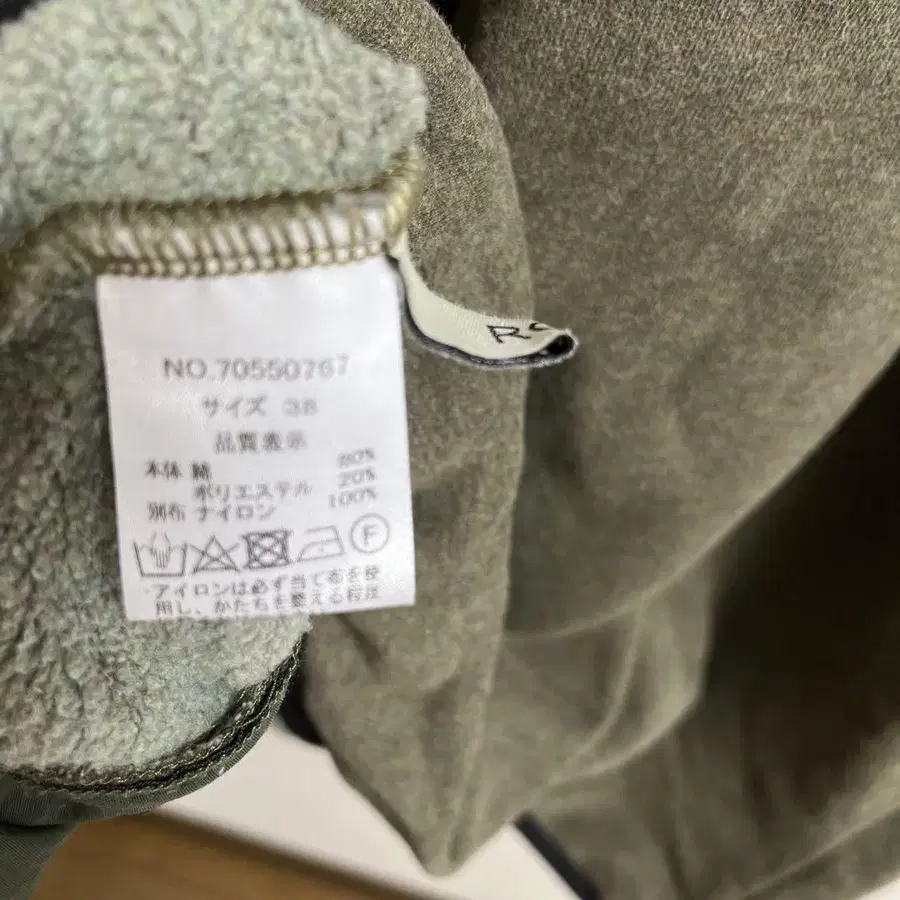 NO.70550767
サイズ 38
品質表示
本体 綿 80%
ポリエステル 20%
別布 ナイロン 100%
F
・アイロンは必ず当て布を使
用し、かたちを整える程度
R